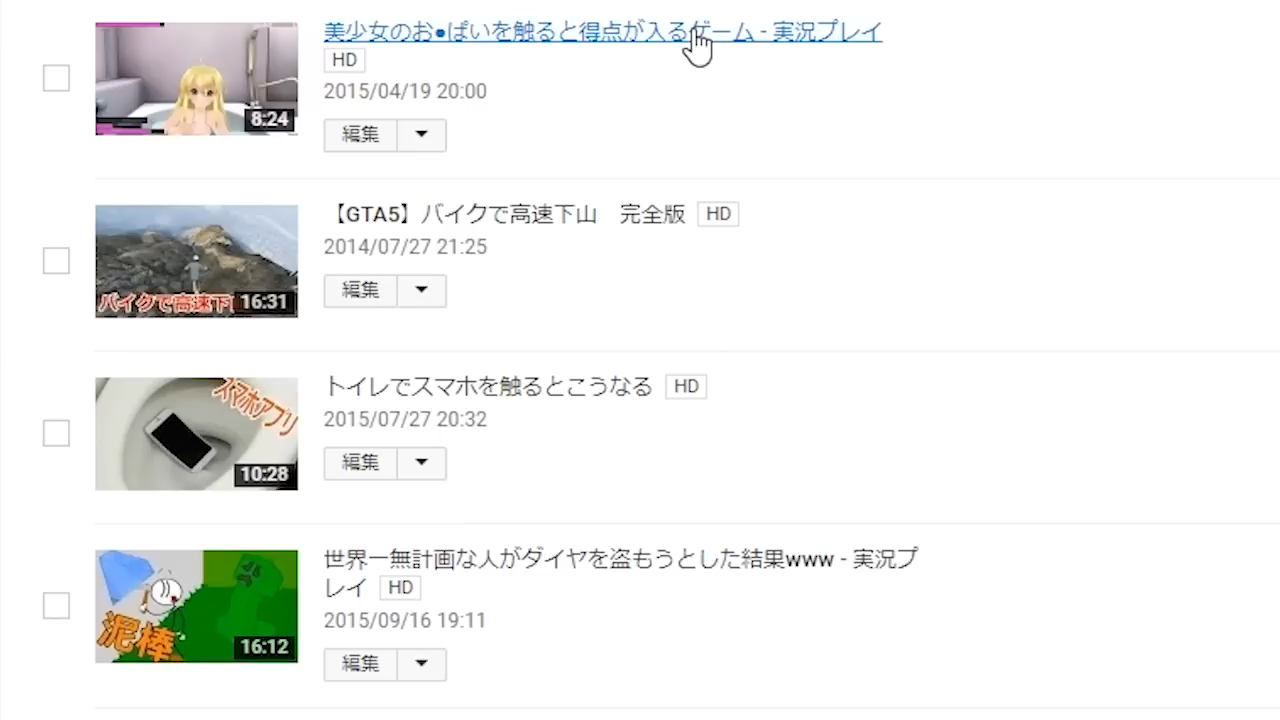 美少女のお●ぱいを触ると得点が入るゲーム - 実況プレイ
HD
2015/04/19 20:00
8:24
編集
【GTA5】バイクで高速下山　完全版 HD
2014/07/27 21:25
バイクで高速下 16:31
編集
トイレでスマホを触るとこうなる HD
2015/07/27 20:32
スマホアプリ
10:28
編集
世界一無計画な人がダイヤを盗もうとした結果www - 実況プ
レイ HD
2015/09/16 19:11
泥棒
16:12
編集